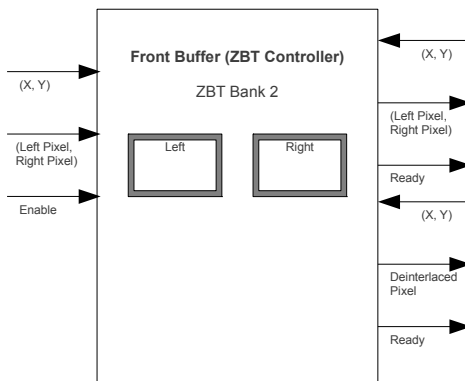 Front Buffer (ZBT Controller)
ZBT Bank 2
Left
Right
(X, Y)
(Left Pixel,
Right Pixel)
Enable
(X, Y)
(Left Pixel,
Right Pixel)
Ready
(X, Y)
Deinterlaced
Pixel
Ready